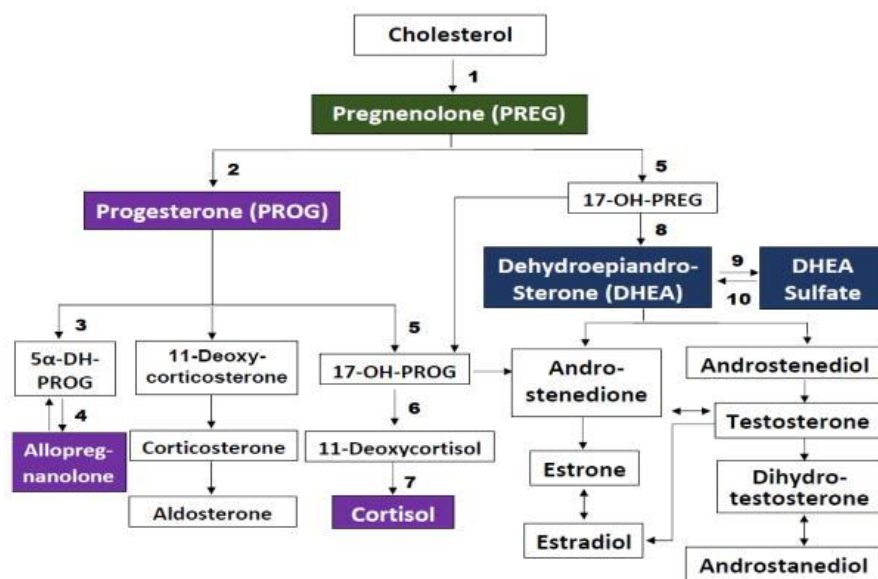 Cholesterol
1
Pregnenolone (PREG)
2
5
Progesterone (PROG)
17-OH-PREG
8
Dehydroepiandro-
Sterone (DHEA)
9
10
DHEA
Sulfate
3
5
5α-DH-
PROG
11-Deoxy-
corticosterone
17-OH-PROG
Andro-
stenedione
Androstenediol
4
6
Testosterone
Allopreg-
nanolone
Corticosterone
11-Deoxycortisol
7
Estrone
Dihydro-
testosterone
Aldosterone
Cortisol
Estradiol
Androstanediol